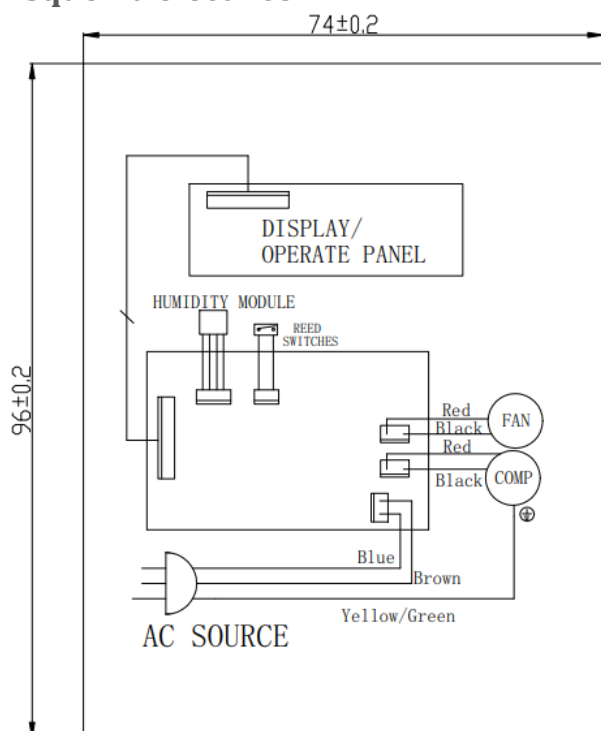 74±0.2
96±0.2
DISPLAY/
OPERATE PANEL
HUMIDITY MODULE
REED
SWITCHES
Red
Black
FAN
Red
Black
COMP
Blue
Brown
Yellow/Green
AC SOURCE